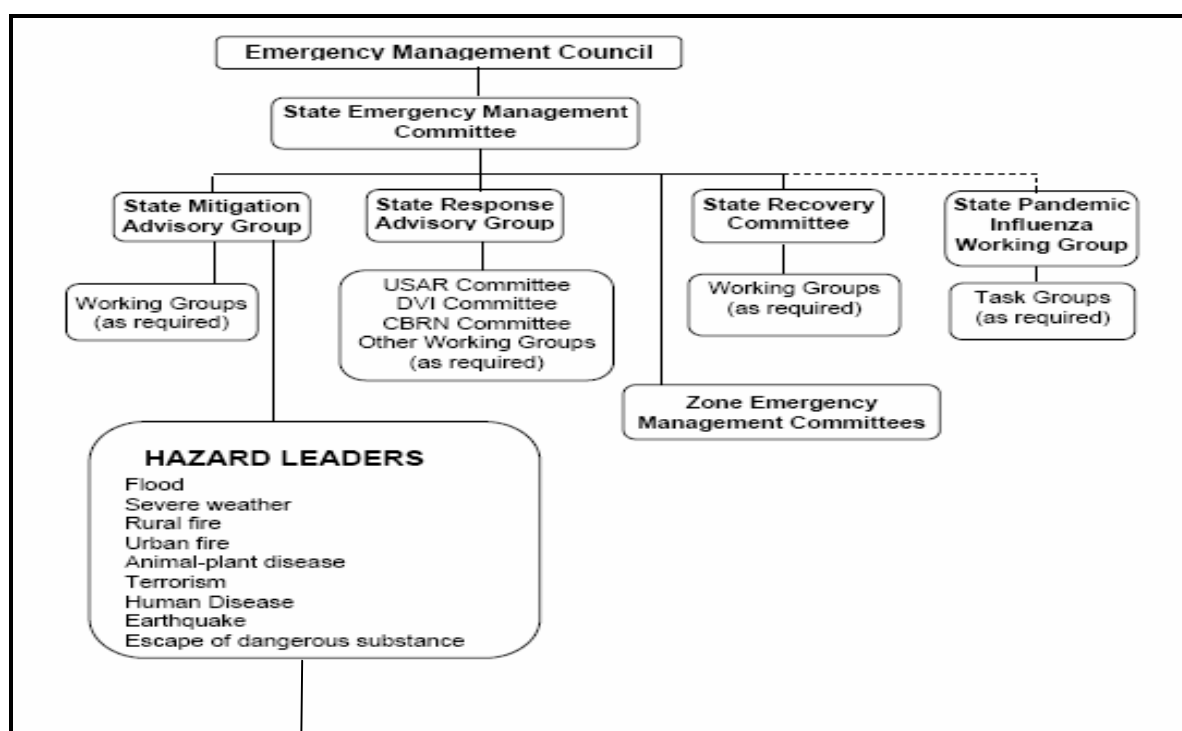 Emergency Management Council
State Emergency Management
Committee
State Mitigation
Advisory Group
State Response
Advisory Group
State Recovery
Committee
State Pandemic
Influenza
Working Group
Working Groups
(as required)
USAR Committee
DVI Committee
CBRN Committee
Other Working Groups
(as required)
Working Groups
(as required)
Task Groups
(as required)
Zone Emergency
Management Committees
HAZARD LEADERS
Flood
Severe weather
Rural fire
Urban fire
Animal-plant disease
Terrorism
Human Disease
Earthquake
Escape of dangerous substance